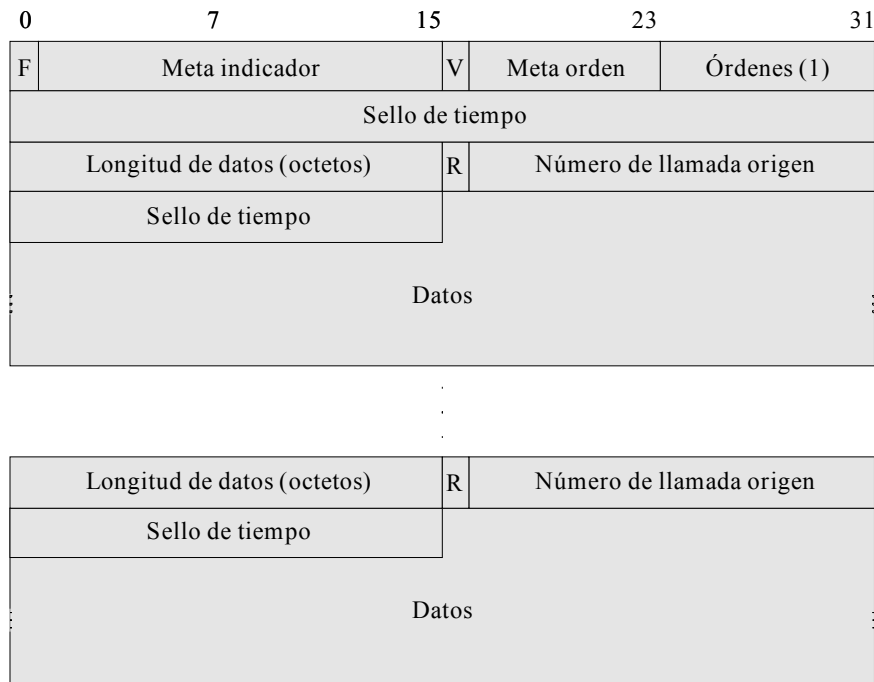 0 7 15 23 31
F Meta indicador V Meta orden Órdenes (1)
Sello de tiempo
Longitud de datos (octetos) R Número de llamada origen
Sello de tiempo
Datos
Longitud de datos (octetos) R Número de llamada origen
Sello de tiempo
Datos